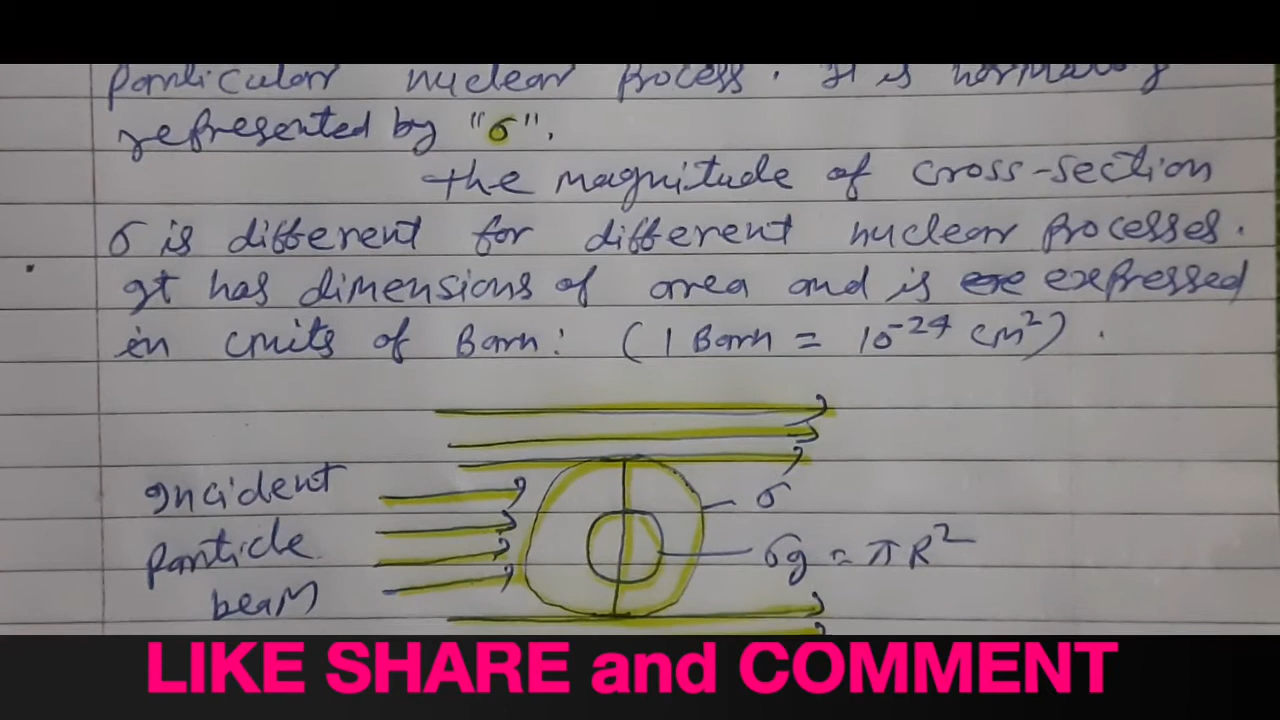 particular nuclear process. It is normally
represented by "σ".
the magnitude of cross-section
σ is different for different nuclear processes.
It has dimensions of area and is expressed
in units of Barn: (1 Barn = 10⁻²⁴ cm²).
σ
Incident
σg = πR²
Particle
beam
LIKE SHARE and COMMENT